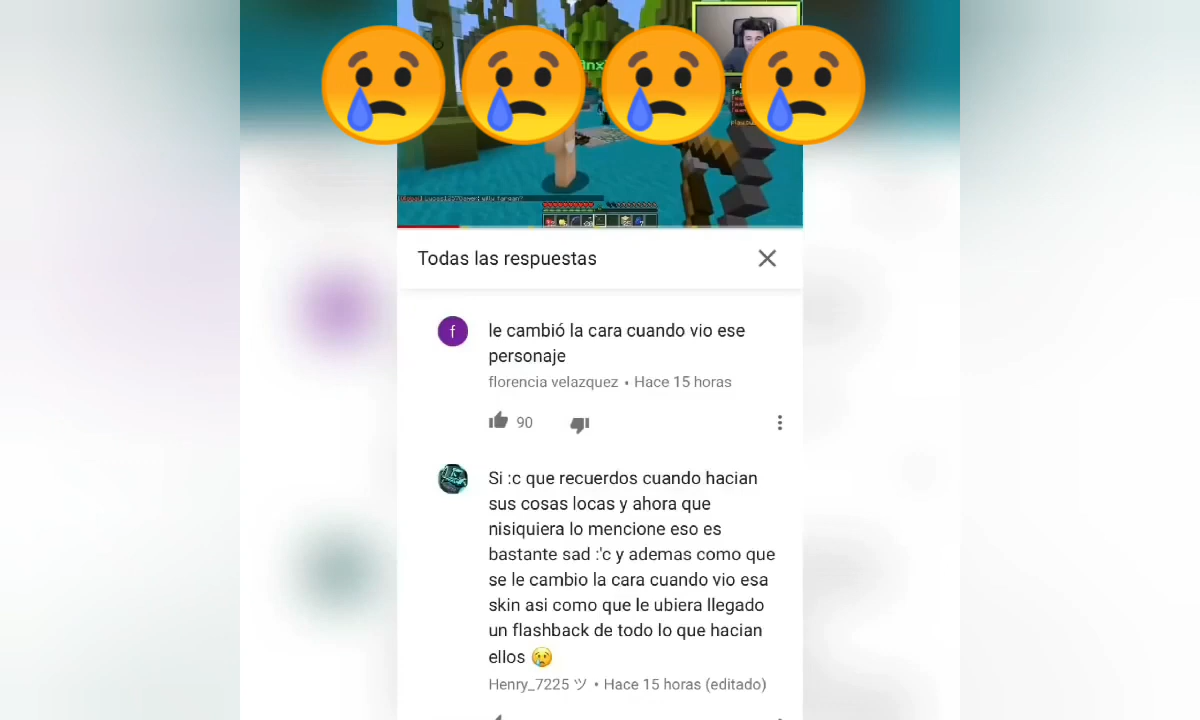 Todas las respuestas
f
le cambió la cara cuando vio ese
personaje
florencia velazquez • Hace 15 horas
90
Si :c que recuerdos cuando hacian
sus cosas locas y ahora que
nisiquiera lo mencione eso es
bastante sad :'c y ademas como que
se le cambio la cara cuando vio esa
skin asi como que le ubiera llegado
un flashback de todo lo que hacian
ellos 😢
Henry_7225 ツ • Hace 15 horas (editado)